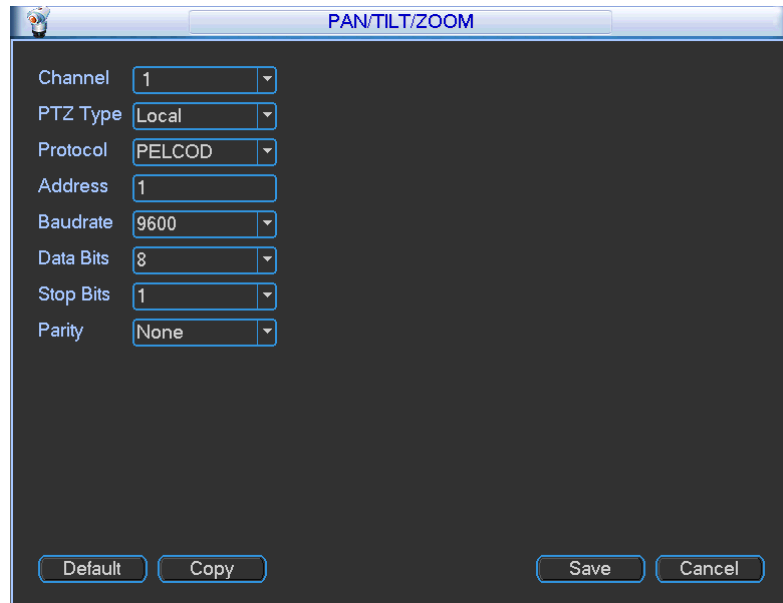 PAN/TILT/ZOOM
Channel 1
PTZ Type Local
Protocol PELCOD
Address 1
Baudrate 9600
Data Bits 8
Stop Bits 1
Parity None
Default Copy Save Cancel